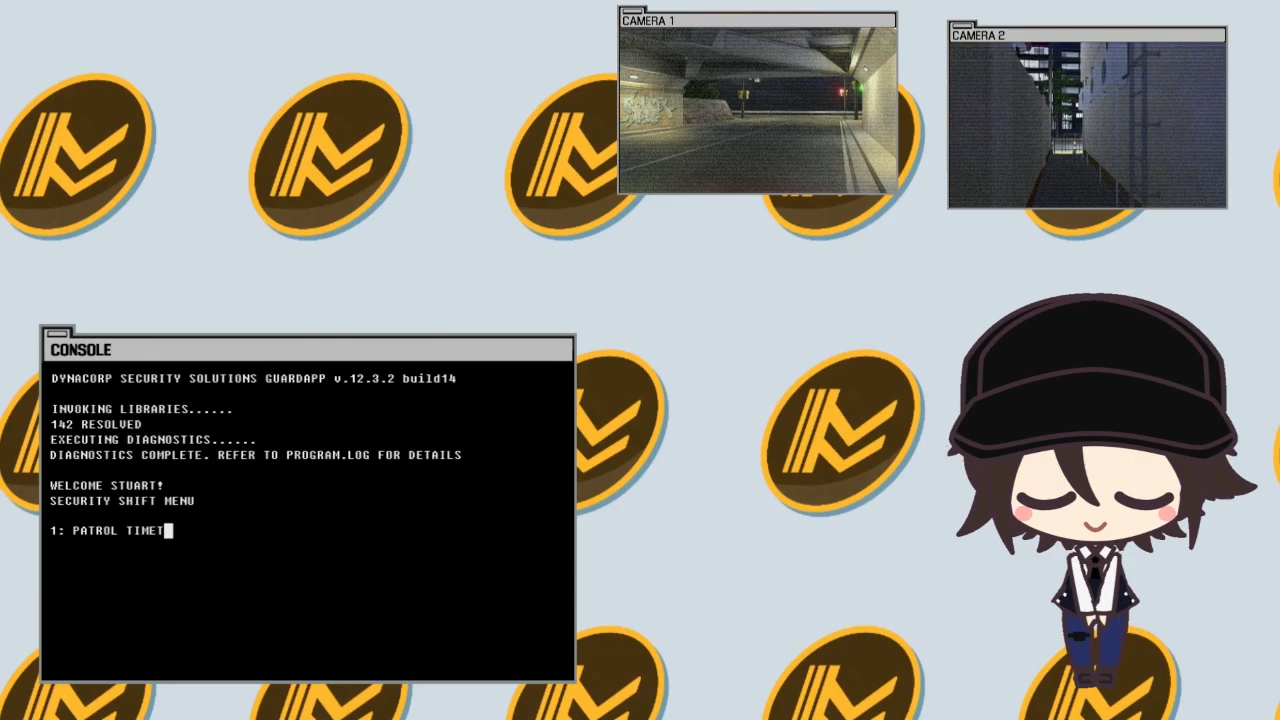 CAMERA 1
CAMERA 2
CONSOLE
DYNACORP SECURITY SOLUTIONS GUARDAPP v.12.3.2 build14
INVOKING LIBRARIES......
142 RESOLVED
EXECUTING DIAGNOSTICS......
DIAGNOSTICS COMPLETE. REFER TO PROGRAM.LOG FOR DETAILS
WELCOME STUART!
SECURITY SHIFT MENU
1: PATROL TIMET